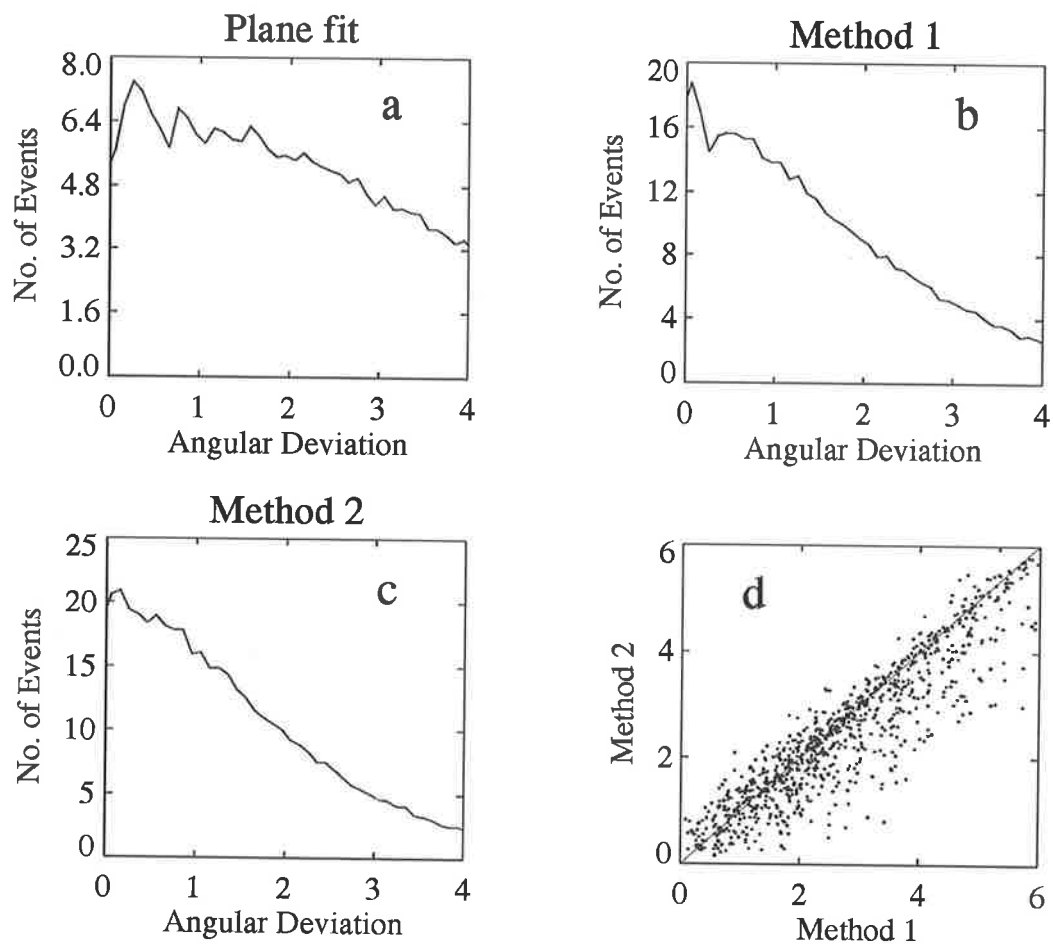 Plane fit
a
No. of Events
8.0
6.4
4.8
3.2
1.6
0.0
0 1 2 3 4
Angular Deviation
Method 1
b
No. of Events
20
16
12
8
4
0
0 1 2 3 4
Angular Deviation
Method 2
c
No. of Events
25
20
15
10
5
0
0 1 2 3 4
Angular Deviation
d
Method 2
6
4
2
0
0 2 4 6
Method 1